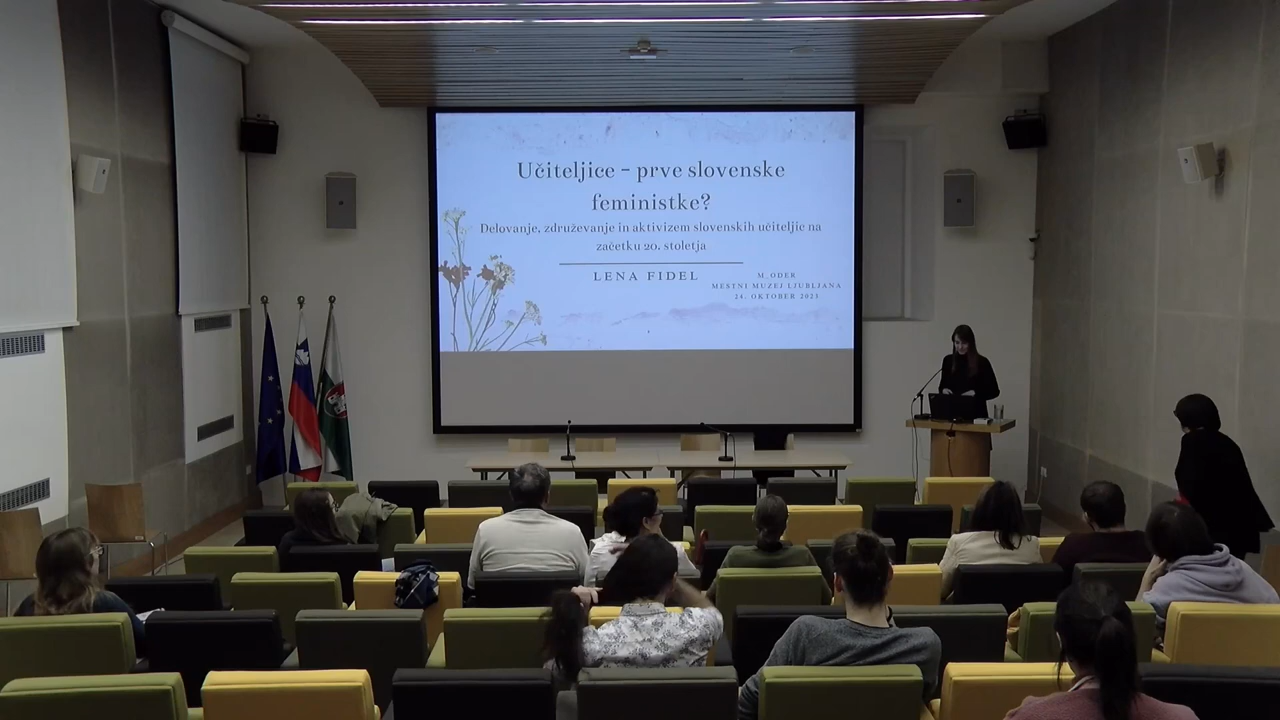 Učiteljice - prve slovenske
feministke?
Delovanje, združevanje in aktivizem slovenskih učiteljic na
začetku 20. stoletja
LENA FIDEL
M_ODER
MESTNI MUZEJ LJUBLJANA
24. OKTOBER 2023